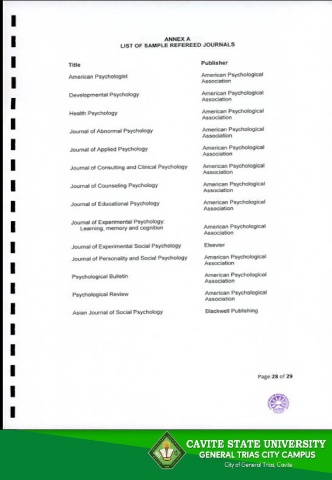 ANNEX A
LIST OF SAMPLE REFEREED JOURNALS
Title Publisher
American Psychologist American Psychological
Association
Developmental Psychology American Psychological
Association
Health Psychology American Psychological
Association
Journal of Abnormal Psychology American Psychological
Association
Journal of Applied Psychology American Psychological
Association
Journal of Consulting and Clinical Psychology American Psychological
Association
Journal of Counseling Psychology American Psychological
Association
Journal of Educational Psychology American Psychological
Association
Journal of Experimental Psychology:
Learning, memory and cognition American Psychological
Association
Journal of Experimental Social Psychology Elsevier
Journal of Personality and Social Psychology American Psychological
Association
Psychological Bulletin American Psychological
Association
Psychological Review American Psychological
Association
Asian Journal of Social Psychology Blackwell Publishing
Page 28 of 29
CAVITE STATE UNIVERSITY
GENERAL TRIAS CITY CAMPUS
City of General Trias, Cavite